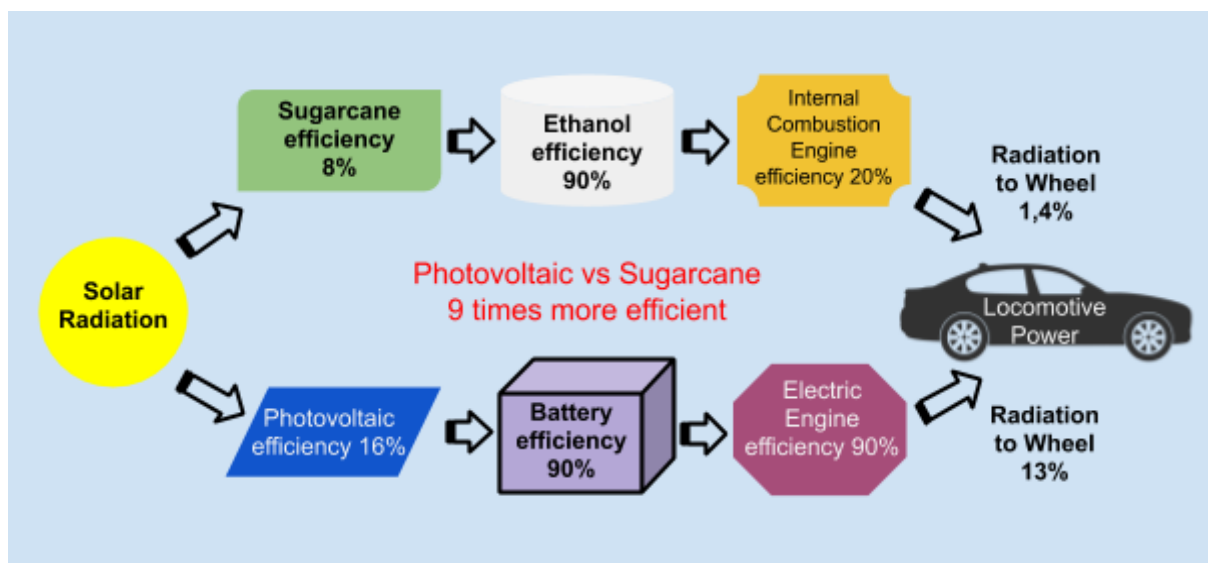 Sugarcane
efficiency
8%
Ethanol
efficiency
90%
Internal
Combustion
Engine
efficiency 20%
Radiation
to Wheel
1,4%
Solar
Radiation
Photovoltaic vs Sugarcane
9 times more efficient
Locomotive
Power
Photovoltaic
efficiency 16%
Battery
efficiency
90%
Electric
Engine
efficiency 90%
Radiation
to Wheel
13%